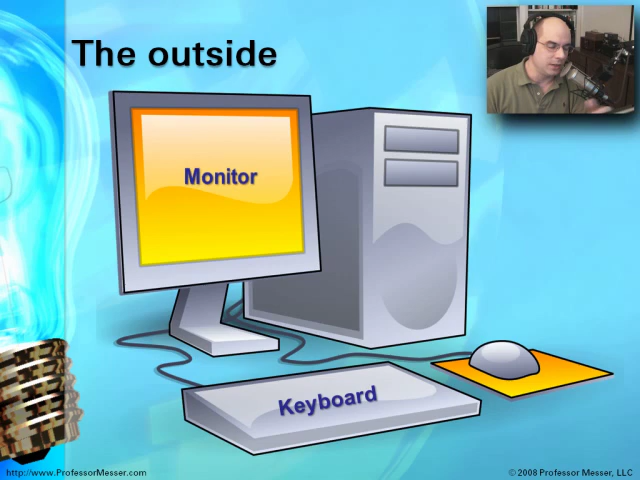 The outside
Monitor
Keyboard
http://www.ProfessorMesser.com
© 2008 Professor Messer, LLC